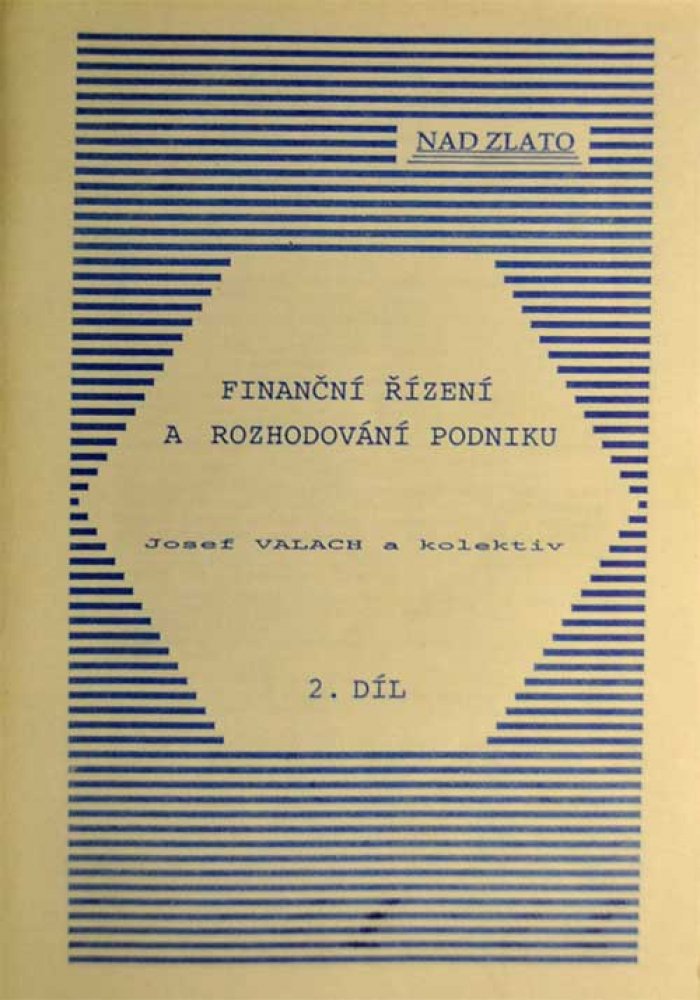 NAD ZLATO
FINANČNÍ ŘÍZENÍ
A ROZHODOVÁNÍ PODNIKU
Josef VALACH a kolektiv
2. DÍL